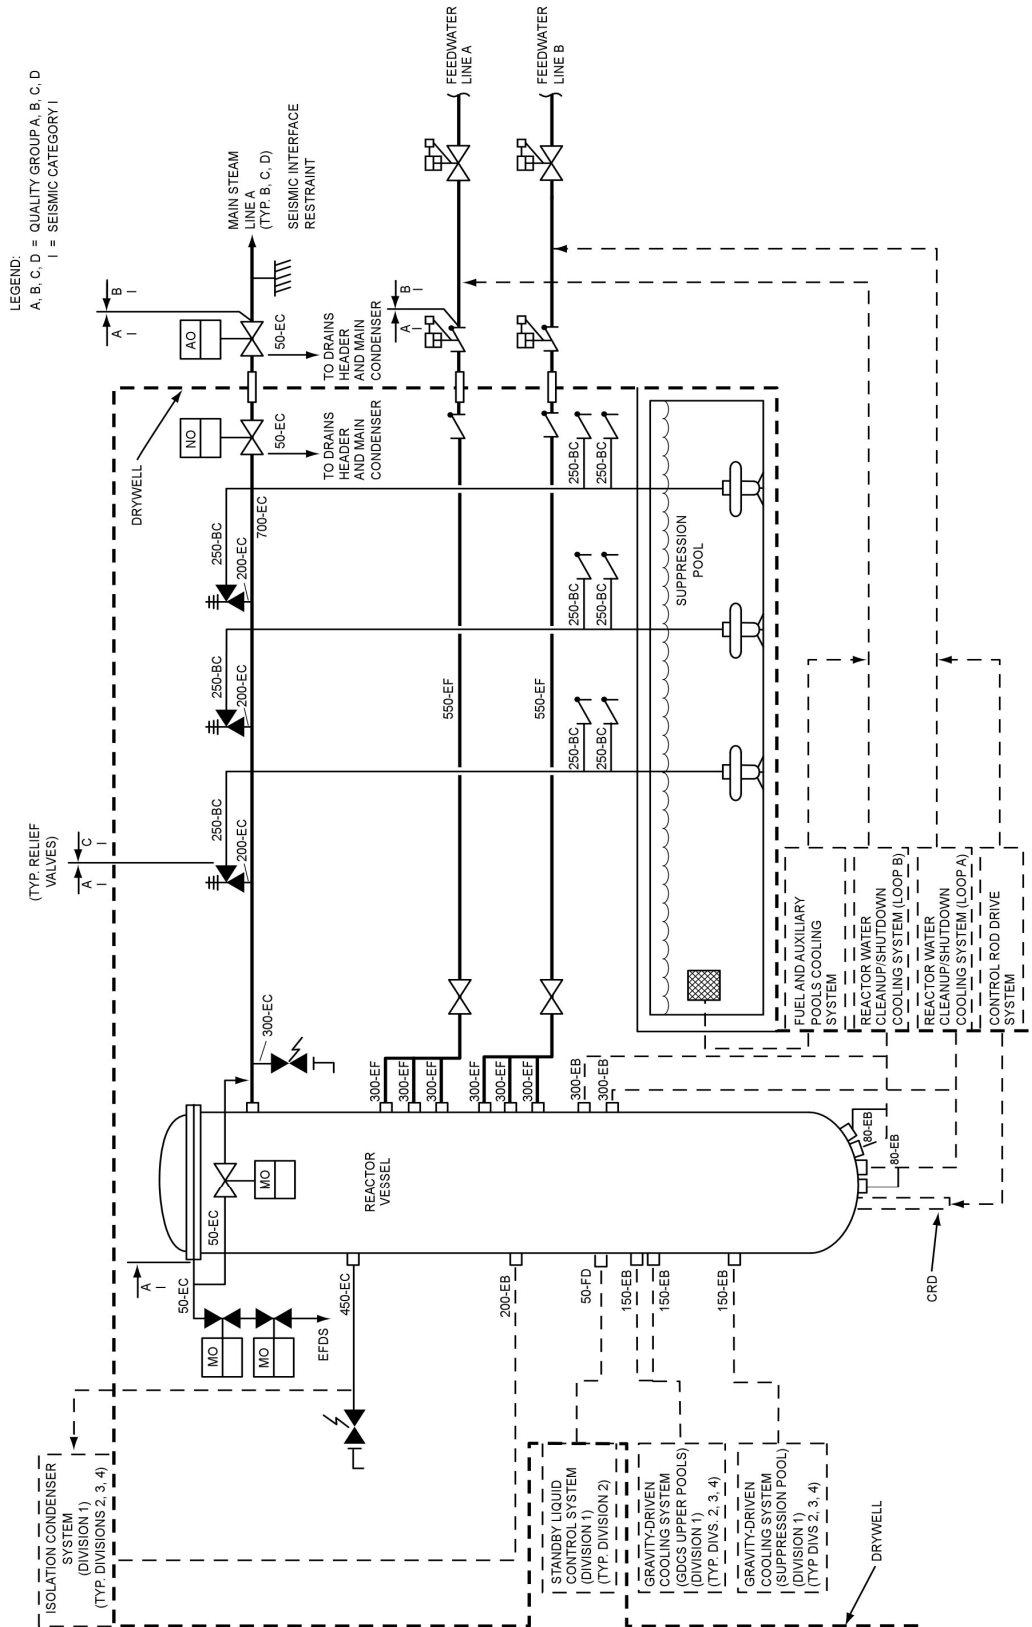 LEGEND:
A, B, C, D = QUALITY GROUP A, B, C, D
I = SEISMIC CATEGORY I
MAIN STEAM
LINE A
(TYP. B, C, D)
SEISMIC INTERFACE
RESTRAINT
FEEDWATER
LINE A
FEEDWATER
LINE B
A
B
I
I
AO
50-EC
TO DRAINS
HEADER
AND MAIN
CONDENSER
A
B
I
I
DRYWELL
NO
50-EC
TO DRAINS
HEADER
AND MAIN
CONDENSER
700-EC
250-BC
200-EC
250-BC
200-EC
250-BC
200-EC
(TYP. RELIEF
VALVES)
A
C
I
I
550-EF
550-EF
250-BC
250-BC
250-BC
250-BC
250-BC
250-BC
SUPPRESSION
POOL
300-EC
300-EF
300-EF
300-EF
300-EF
300-EF
300-EF
300-EB
300-EB
FUEL AND AUXILIARY
POOLS COOLING
SYSTEM
REACTOR WATER
CLEANUP/SHUTDOWN
COOLING SYSTEM (LOOP B)
REACTOR WATER
CLEANUP/SHUTDOWN
COOLING SYSTEM (LOOP A)
CONTROL ROD DRIVE
SYSTEM
MO
50-EC
REACTOR
VESSEL
80-EB
80-EB
CRD
A
I
50-EC
MO
MO
EFDS
450-EC
200-EB
50-FD
150-EB
150-EB
150-EB
ISOLATION CONDENSER
SYSTEM
(DIVISION 1)
(TYP. DIVISIONS 2, 3, 4)
STANDBY LIQUID
CONTROL SYSTEM
(DIVISION 1)
(TYP. DIVISION 2)
GRAVITY-DRIVEN
COOLING SYSTEM
(GDCS UPPER POOLS)
(DIVISION 1)
(TYP. DIVS. 2, 3, 4)
GRAVITY-DRIVEN
COOLING SYSTEM
(SUPPRESSION POOL)
(DIVISION 1)
(TYP DIVS 2, 3, 4)
DRYWELL